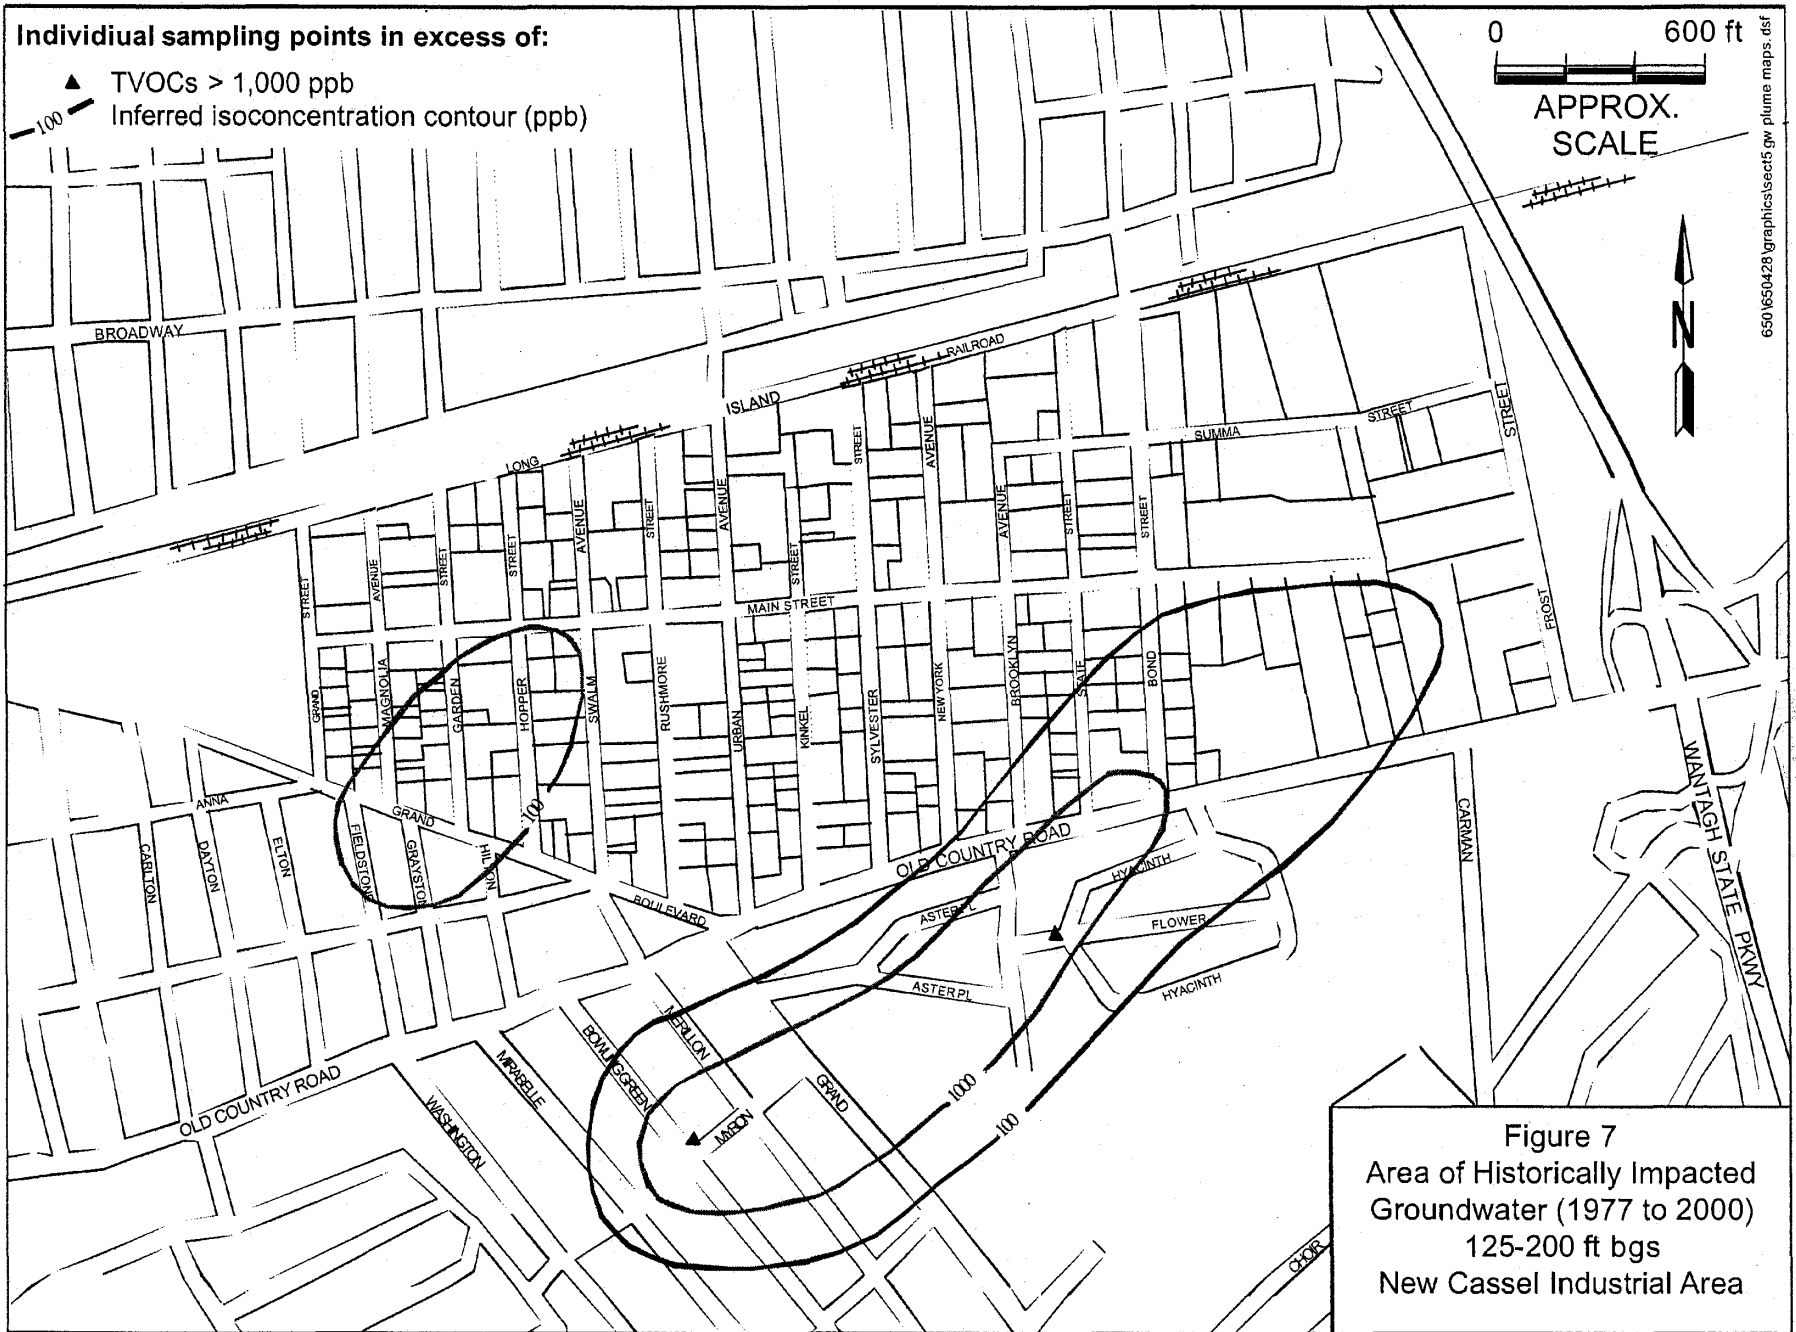 Individiual sampling points in excess of:
TVOCs > 1,000 ppb
100
Inferred isoconcentration contour (ppb)
0 600 ft
APPROX.
SCALE
650\650428\graphics\sect5 gw plume maps.dsf
N
BROADWAY
LONG
ISLAND
RAILROAD
SUMMA
STREET
STREET
STREET
AVENUE
STREET
STREET
AVENUE
STREET
AVENUE
STREET
STREET
AVENUE
AVENUE
STREET
STREET
MAIN STREET
FROST
GRAND
MAGNOLIA
GARDEN
HOPPER
SWALM
RUSHMORE
URBAN
KINKEL
SYLVESTER
NEW YORK
BROOKLYN
STATE
BOND
100
ANNA
GRAND
BOULEVARD
CARLTON
DAYTON
ELTON
FIELDSTONE
GRAYSTON
HILTON
OLD COUNTRY ROAD
HYACINTH
ASTER PL
FLOWER
ASTER PL
HYACINTH
CARMAN
WANTAGH STATE PKWY
MERILLON
BOWLING GREEN
MIRABELLE
WASHINGTON
GRAND
MYRON
1000
100
OLD COUNTRY ROAD
CHOIR
Figure 7
Area of Historically Impacted
Groundwater (1977 to 2000)
125-200 ft bgs
New Cassel Industrial Area